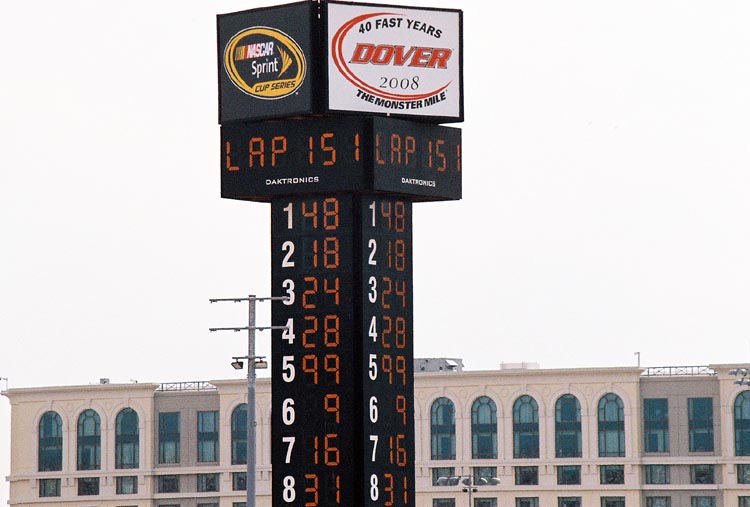 NASCAR
Sprint
CUP SERIES
40 FAST YEARS
DOVER
2008
THE MONSTER MILE
LAP 151
LAP 151
DAKTRONICS
DAKTRONICS
1 48
2 18
3 24
4 28
5 99
6 9
7 16
8 31
1 48
2 18
3 24
4 28
5 99
6 9
7 16
8 31